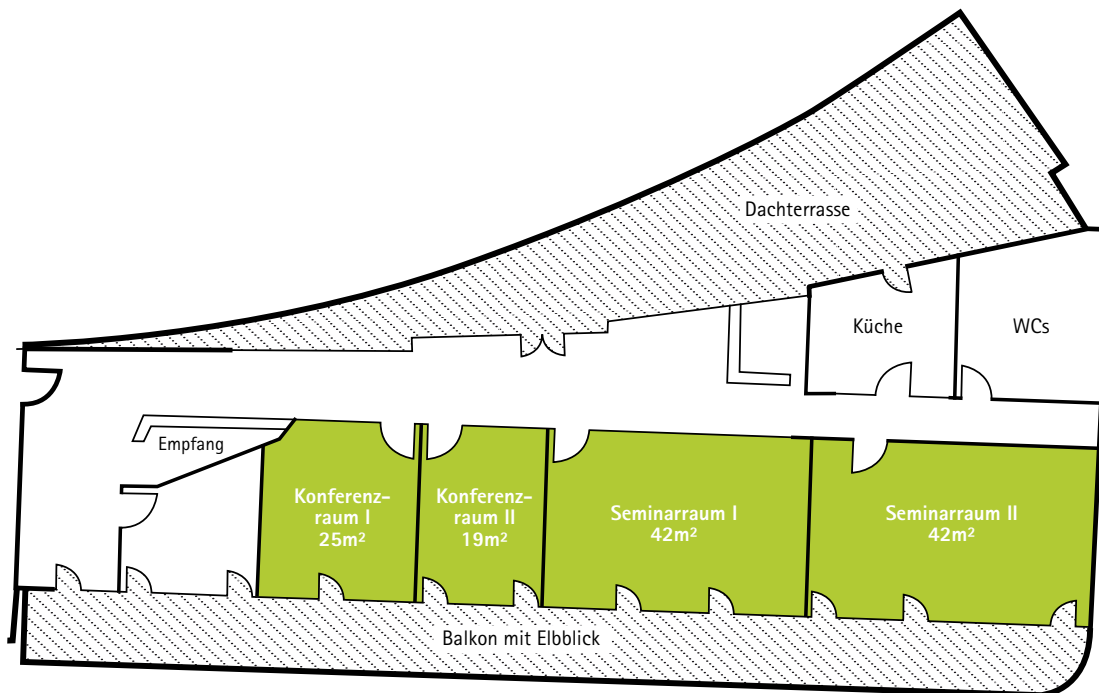 Dachterrasse
Küche
WCs
Empfang
Konferenz-
raum I
25m²
Konferenz-
raum II
19m²
Seminarraum I
42m²
Seminarraum II
42m²
Balkon mit Elbblick